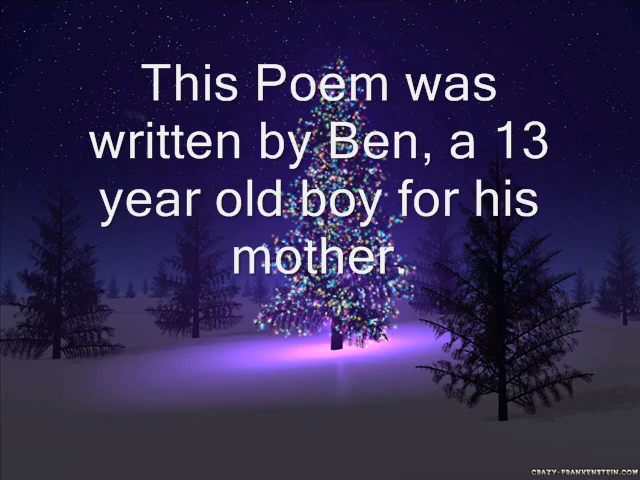 This Poem was
written by Ben, a 13
year old boy for his
mother.
CRAZY-FRANKENSTEIN.COM